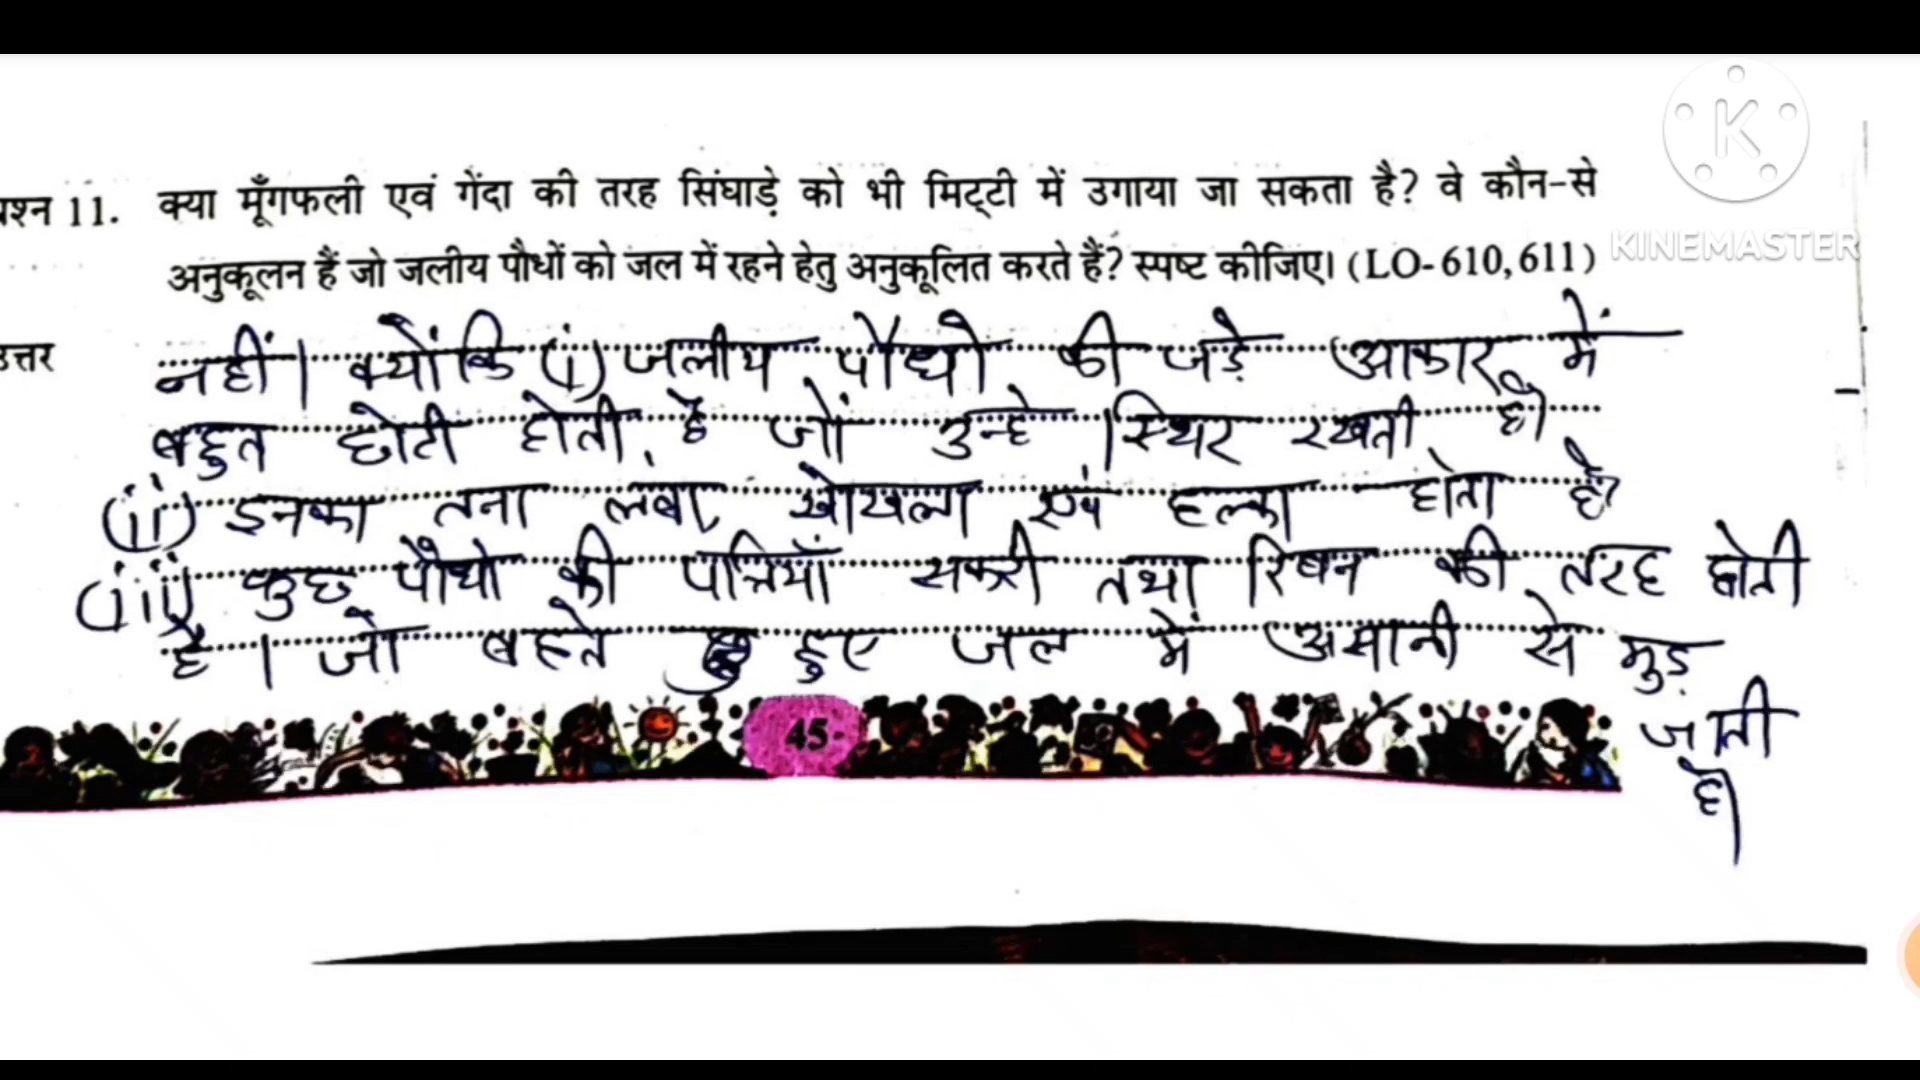 KINEMASTER
प्रश्न 11. क्या मूँगफली एवं गेंदा की तरह सिंघाड़े को भी मिट्टी में उगाया जा सकता है? वे कौन-से
अनुकूलन हैं जो जलीय पौधों को जल में रहने हेतु अनुकूलित करते हैं? स्पष्ट कीजिए। (LO-610, 611)
उत्तर नहीं। क्योंकि (i) जलीय पौधो की जड़े आकार में
बहुत छोटी होती है जों उन्हे स्थिर रखती है।
(ii) इनका तना लंबा, खोखला एवं हल्का होता है।
(iii) कुछ पौधो की पत्तियाँ सकरी तथा रिबन की तरह होती
है। जो बहते हुए जल में असानी से मुड़
जाती
है।
45